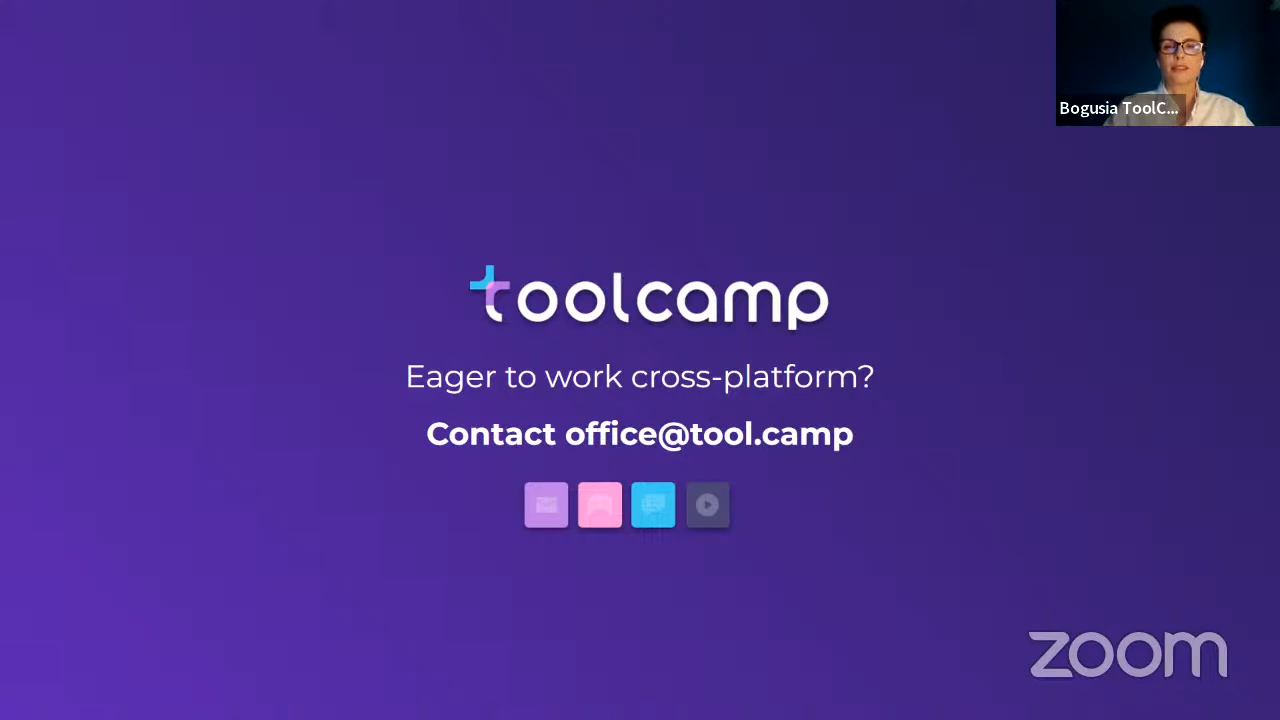 Bogusia ToolC...
toolcamp
Eager to work cross-platform?
Contact office@tool.camp
zoom